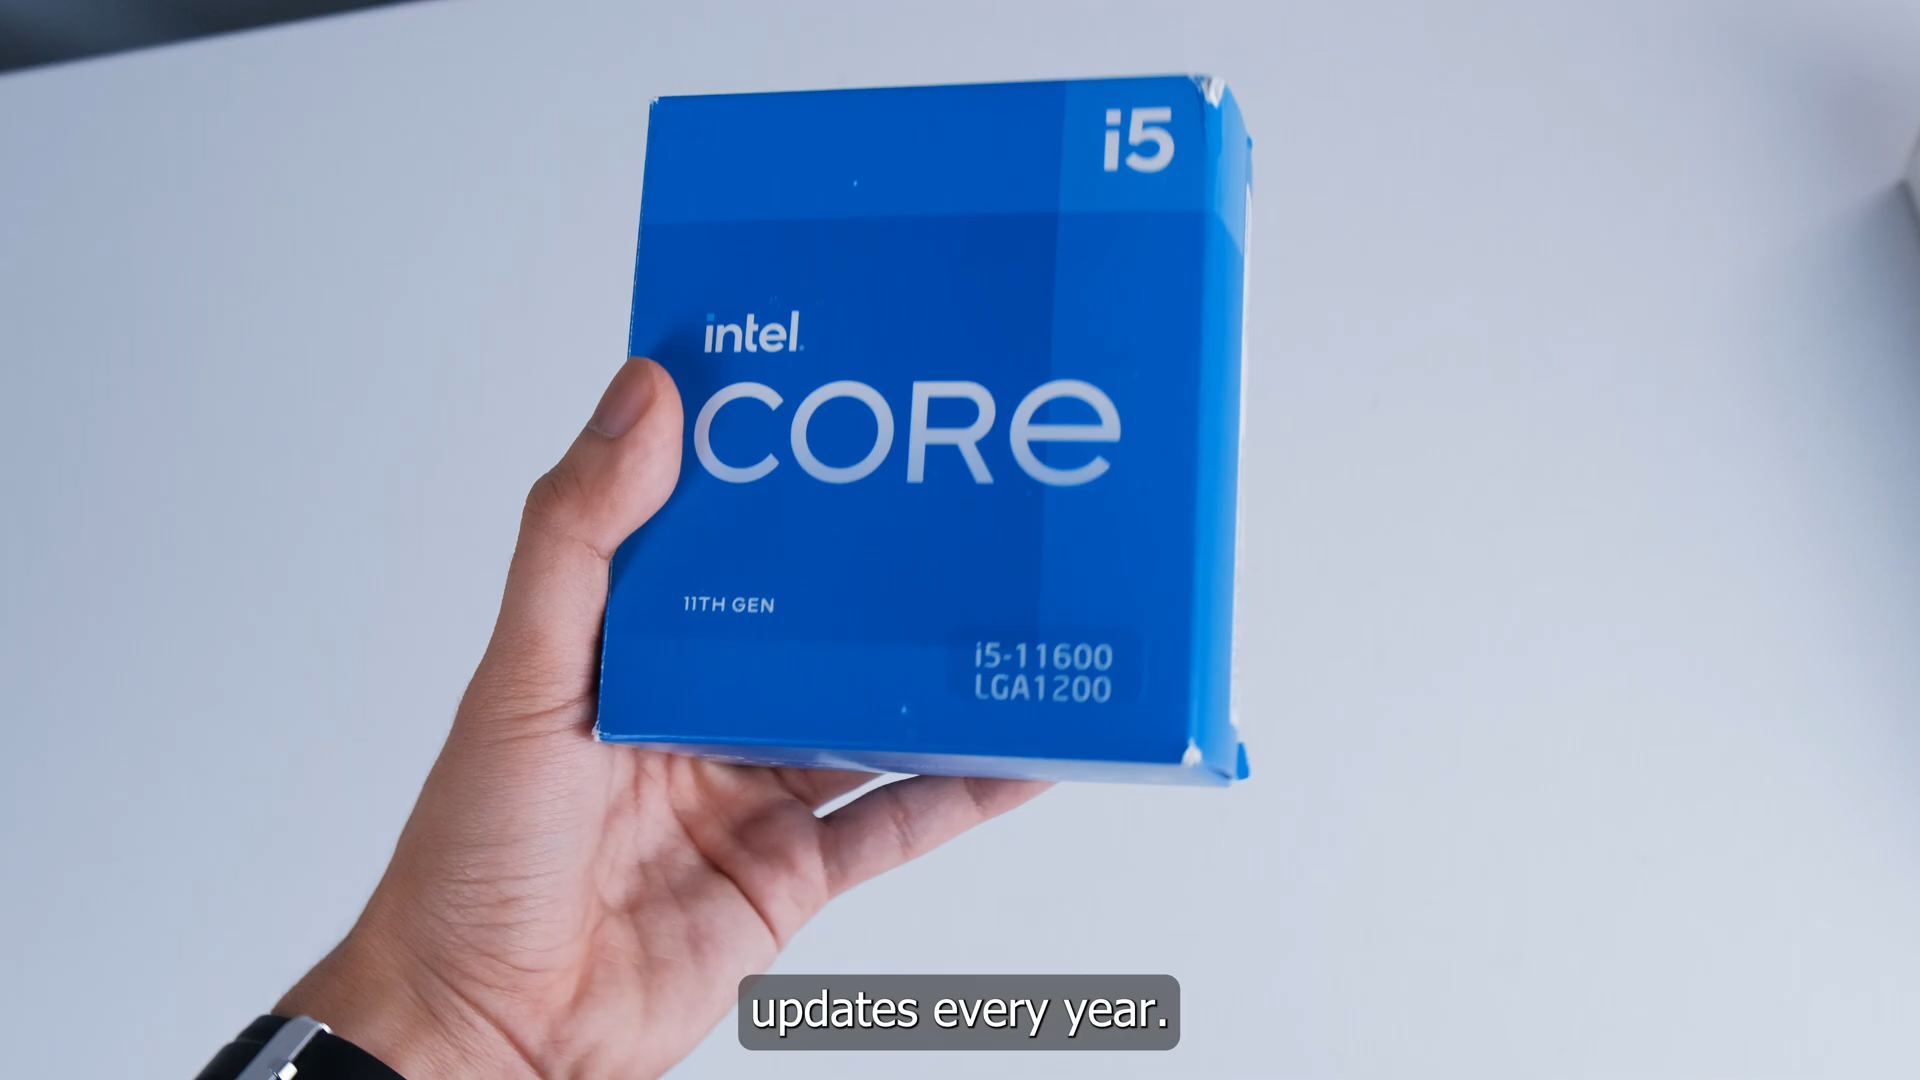 i5
intel
CORE
11TH GEN
i5-11600
LGA1200
updates every year.